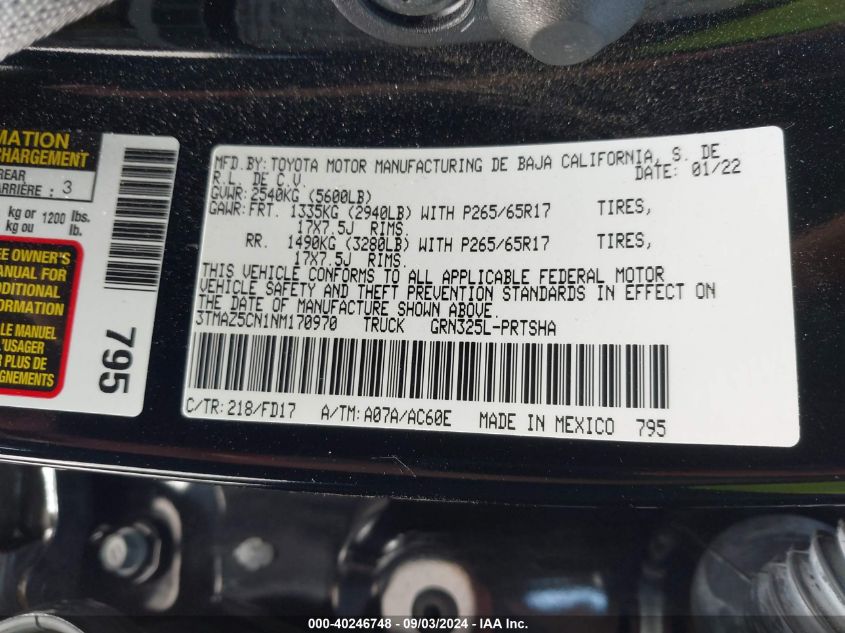 MATION
CHARGEMENT
REAR
ARRIÈRE : 3
kg or 1200 lbs.
kg ou lb.
EE OWNER'S
MANUAL FOR
DDITIONAL
FORMATION
LE MANUEL
L'USAGER
PLUS DE
IGNEMENTS
795
MFD.BY: TOYOTA MOTOR MANUFACTURING DE BAJA CALIFORNIA, S. DE
R.L. DE C.V. DATE: 01/22
GVWR: 2540KG (5600LB)
GAWR: FRT. 1335KG (2940LB) WITH P265/65R17 TIRES,
17X7.5J RIMS.
RR. 1490KG (3280LB) WITH P265/65R17 TIRES,
17X7.5J RIMS.
THIS VEHICLE CONFORMS TO ALL APPLICABLE FEDERAL MOTOR
VEHICLE SAFETY AND THEFT PREVENTION STANDARDS IN EFFECT ON
THE DATE OF MANUFACTURE SHOWN ABOVE.
3TMAZ5CN1NM170970 TRUCK GRN325L-PRTSHA
C/TR: 218/FD17 A/TM: A07A/AC60E MADE IN MEXICO 795
000-40246748 - 09/03/2024 - IAA Inc.